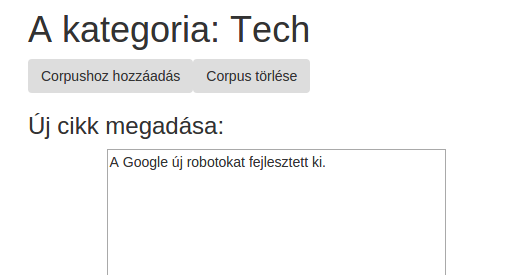 A kategoria: Tech
Corpushoz hozzáadás Corpus törlése
Új cikk megadása:
A Google új robotokat fejlesztett ki.